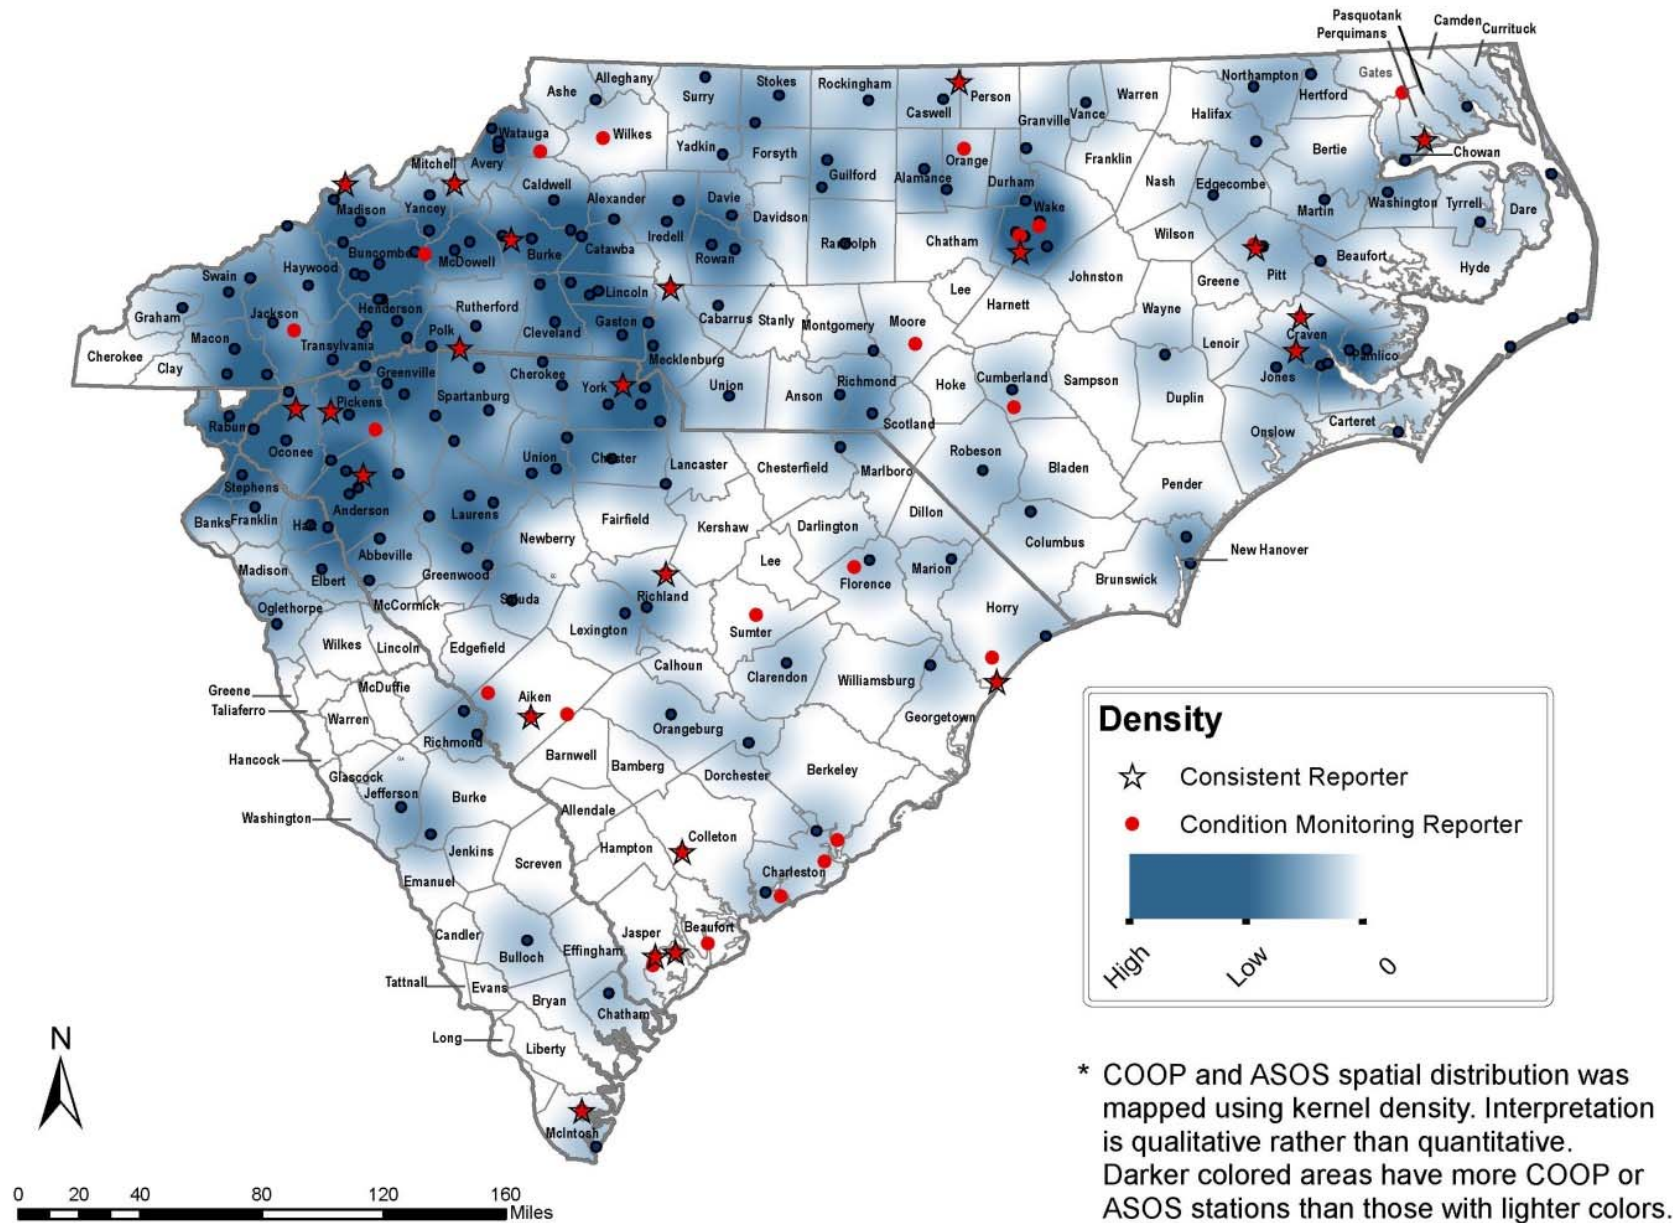 Pasquotank
Perquimans
Camden
Currituck
Gates
Alleghany
Ashe
Surry
Stokes
Rockingham
Caswell
Person
Granville
Vance
Warren
Northampton
Hertford
Halifax
Watauga
Wilkes
Yadkin
Forsyth
Guilford
Alamance
Orange
Durham
Franklin
Bertie
Chowan
Mitchell
Avery
Caldwell
Alexander
Davie
Davidson
Wake
Nash
Edgecombe
Martin
Washington
Tyrrell
Dare
Madison
Yancey
Iredell
Rowan
Randolph
Chatham
Wilson
Pitt
Beaufort
Hyde
Buncombe
McDowell
Burke
Catawba
Johnston
Greene
Swain
Haywood
Lincoln
Lee
Harnett
Wayne
Graham
Jackson
Henderson
Rutherford
Cleveland
Gaston
Cabarrus
Stanly
Montgomery
Moore
Lenoir
Craven
Pamlico
Macon
Transylvania
Polk
Mecklenburg
Cherokee
Clay
Greenville
Cherokee
York
Union
Anson
Richmond
Hoke
Cumberland
Sampson
Duplin
Jones
Carteret
Pickens
Spartanburg
Scotland
Onslow
Rabun
Oconee
Union
Chester
Lancaster
Chesterfield
Marlboro
Robeson
Bladen
Pender
Stephens
Banks
Franklin
Hart
Anderson
Laurens
Newberry
Fairfield
Kershaw
Darlington
Dillon
Columbus
New Hanover
Madison
Elbert
Abbeville
Greenwood
Lee
Florence
Marion
Brunswick
Oglethorpe
McCormick
Saluda
Richland
Lexington
Sumter
Horry
Wilkes
Lincoln
Edgefield
Calhoun
Clarendon
Williamsburg
Greene
Taliaferro
McDuffie
Warren
Aiken
Orangeburg
Georgetown
Richmond
Hancock
Glascock
Jefferson
Burke
Barnwell
Bamberg
Dorchester
Berkeley
Washington
Allendale
Jenkins
Screven
Hampton
Colleton
Charleston
Emanuel
Candler
Bulloch
Effingham
Jasper
Beaufort
Tattnall
Evans
Bryan
Chatham
Long
Liberty
McIntosh
Density
Consistent Reporter
Condition Monitoring Reporter
High
Low
0
N
0 20 40 80 120 160
Miles
* COOP and ASOS spatial distribution was
mapped using kernel density. Interpretation
is qualitative rather than quantitative.
Darker colored areas have more COOP or
ASOS stations than those with lighter colors.